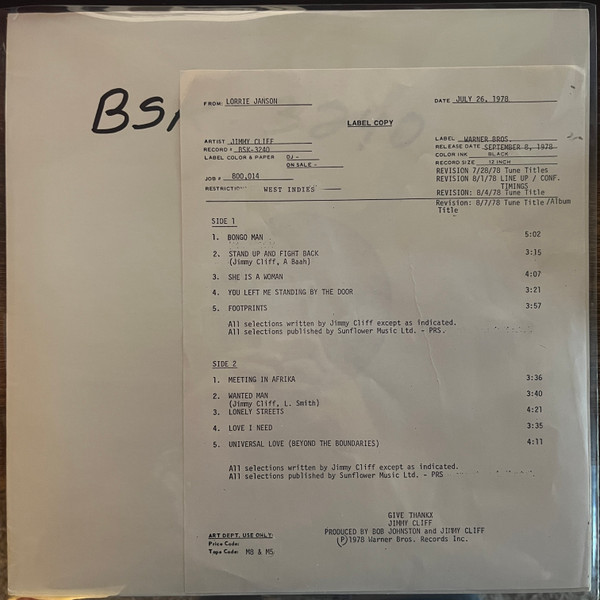 BSK 3240
FROM: LORRIE JANSON
DATE JULY 26, 1978
LABEL COPY
ARTIST JIMMY CLIFF
RECORD # BSK-3240
LABEL COLOR & PAPER DJ -
ON SALE -
JOB # 800,014
RESTRICTION WEST INDIES
LABEL WARNER BROS.
RELEASE DATE SEPTEMBER 8, 1978
COLOR INK BLACK
RECORD SIZE 12 INCH
REVISION 7/28/78 Tune Titles
REVISION 8/1/78 LINE UP / CONF. TIMINGS
REVISION: 8/4/78 Tune Title
Revision: 8/7/78 Tune Title /Album
Title
SIDE 1
1. BONGO MAN 5:02
2. STAND UP AND FIGHT BACK 3:15
(Jimmy Cliff, A Baah)
3. SHE IS A WOMAN 4:07
4. YOU LEFT ME STANDING BY THE DOOR 3:21
5. FOOTPRINTS 3:57
All selections written by Jimmy Cliff except as indicated.
All selections published by Sunflower Music Ltd. - PRS
SIDE 2
1. MEETING IN AFRIKA 3:36
2. WANTED MAN 3:40
(Jimmy Cliff, L. Smith)
3. LONELY STREETS 4:21
4. LOVE I NEED 3:35
5. UNIVERSAL LOVE (BEYOND THE BOUNDARIES) 4:11
All selections written by Jimmy Cliff except as indicated.
All selections published by Sunflower Music Ltd. - PRS
GIVE THANKX
JIMMY CLIFF
PRODUCED BY BOB JOHNSTON and JIMMY CLIFF
(P)1978 Warner Bros. Records Inc.
ART DEPT. USE ONLY:
Price Code:
Tape Code: M8 & M5